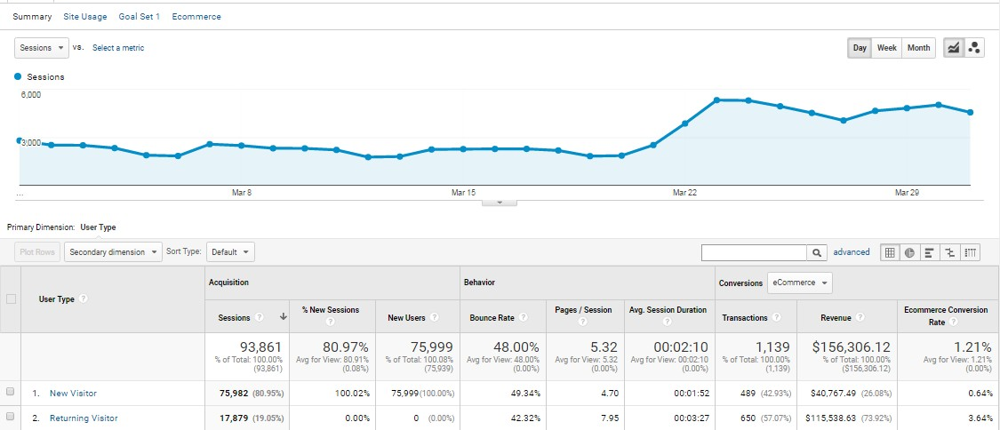 Summary Site Usage Goal Set 1 Ecommerce
Sessions vs. Select a metric Day Week Month
Sessions
6,000
3,000
... Mar 8 Mar 15 Mar 22 Mar 29
Primary Dimension: User Type
Plot Rows Secondary dimension Sort Type: Default advanced
Acquisition Behavior Conversions eCommerce
User Type ? Sessions ? % New Sessions ? New Users ? Bounce Rate ? Pages / Session ? Avg. Session Duration ? Transactions ? Revenue ? Ecommerce Conversion Rate ?
93,861 80.97% 75,999 48.00% 5.32 00:02:10 1,139 $156,306.12 1.21%
% of Total: 100.00% Avg for View: 80.91% % of Total: 100.08% Avg for View: 48.00% Avg for View: 5.32 Avg for View: 00:02:10 % of Total: 100.00% % of Total: 100.00% Avg for View: 1.21%
(93,861) (0.08%) (75,939) (0.00%) (0.00%) (0.00%) (1,139) ($156,306.12) (0.00%)
1. New Visitor 75,982 (80.95%) 100.02% 75,999 (100.00%) 49.34% 4.70 00:01:52 489 (42.93%) $40,767.49 (26.08%) 0.64%
2. Returning Visitor 17,879 (19.05%) 0.00% 0 (0.00%) 42.32% 7.95 00:03:27 650 (57.07%) $115,538.63 (73.92%) 3.64%